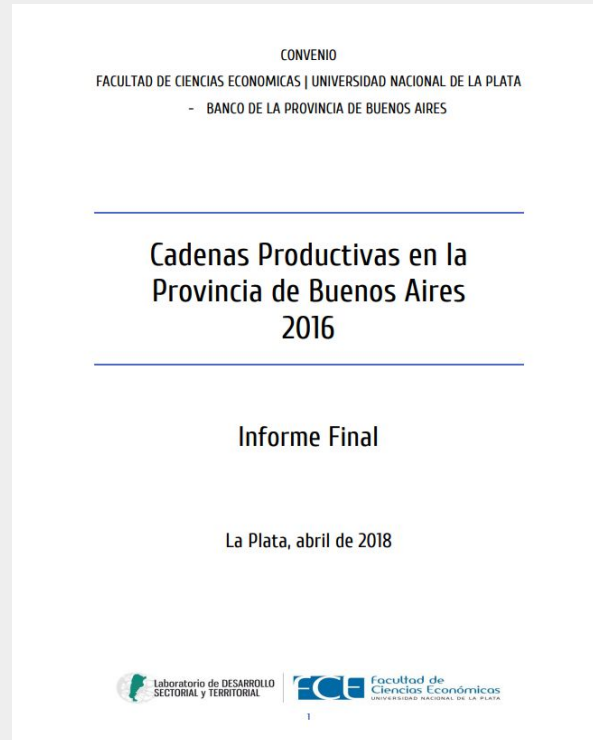 CONVENIO
FACULTAD DE CIENCIAS ECONOMICAS | UNIVERSIDAD NACIONAL DE LA PLATA
- BANCO DE LA PROVINCIA DE BUENOS AIRES
Cadenas Productivas en la
Provincia de Buenos Aires
2016
Informe Final
La Plata, abril de 2018
Laboratorio de DESARROLLO
SECTORIAL y TERRITORIAL
FCE
Facultad de
Ciencias Económicas
UNIVERSIDAD NACIONAL DE LA PLATA
1